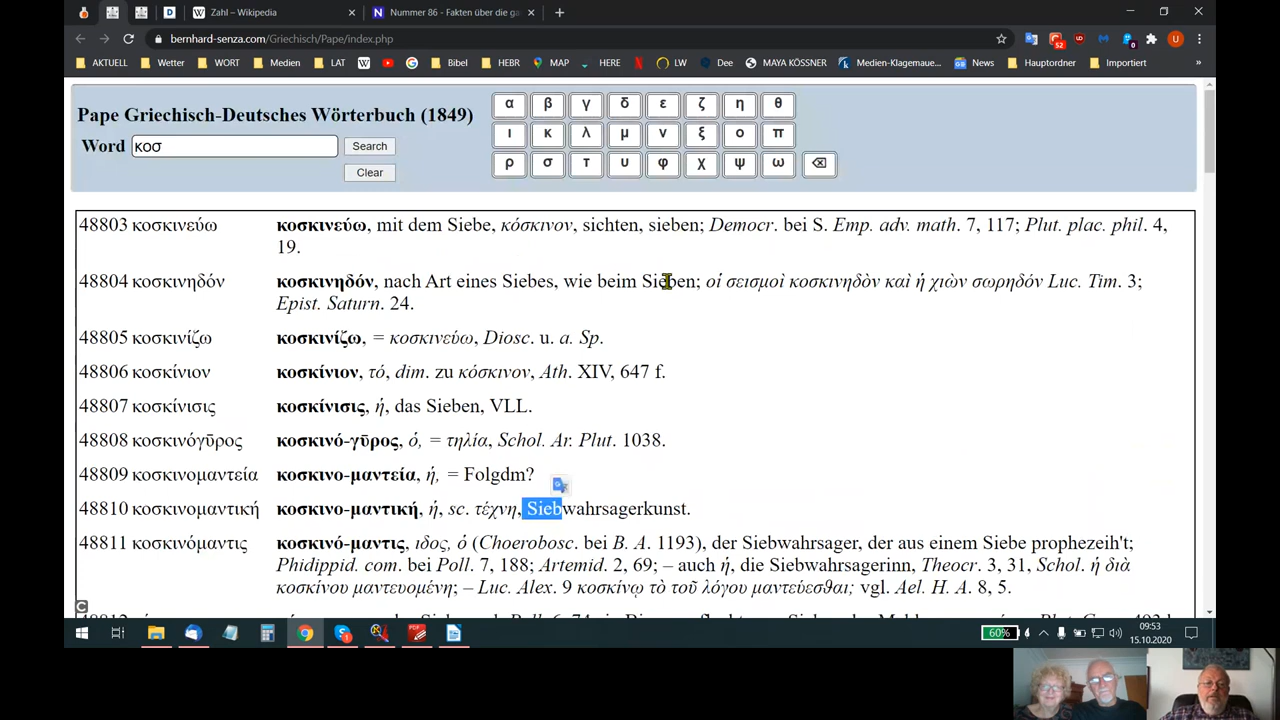 Zahl – Wikipedia
Nummer 86 - Fakten über die ga
bernhard-senza.com/Griechisch/Pape/index.php
AKTUELL Wetter WORT Medien LAT Bibel HEBR MAP HERE LW Dee MAYA KÖSSNER Medien-Klagemaue... News Hauptordner Importiert
Pape Griechisch-Deutsches Wörterbuch (1849)
Word κοσ Search
Clear
α β γ δ ε ζ η θ
ι κ λ μ ν ξ ο π
ρ σ τ υ φ χ ψ ω
48803 κοσκινεύω κοσκινεύω, mit dem Siebe, κόσκινον, sichten, sieben; Democr. bei S. Emp. adv. math. 7, 117; Plut. plac. phil. 4,
19.
48804 κοσκινηδόν κοσκινηδόν, nach Art eines Siebes, wie beim Sieben; οἱ σεισμοὶ κοσκινηδὸν καὶ ἡ χιὼν σωρηδόν Luc. Tim. 3;
Epist. Saturn. 24.
48805 κοσκινίζω κοσκινίζω, = κοσκινεύω, Diosc. u. a. Sp.
48806 κοσκίνιον κοσκίνιον, τό, dim. zu κόσκινον, Ath. XIV, 647 f.
48807 κοσκίνισις κοσκίνισις, ἡ, das Sieben, VLL.
48808 κοσκινόγῡρος κοσκινό-γῡρος, ὁ, = τηλία, Schol. Ar. Plut. 1038.
48809 κοσκινομαντεία κοσκινο-μαντεία, ἡ, = Folgdm?
48810 κοσκινομαντική κοσκινο-μαντική, ἡ, sc. τέχνη, Siebwahrsagerkunst.
48811 κοσκινόμαντις κοσκινό-μαντις, ιδος, ὁ (Choerobosc. bei B. A. 1193), der Siebwahrsager, der aus einem Siebe prophezeih't;
Phidippid. com. bei Poll. 7, 188; Artemid. 2, 69; – auch ἡ, die Siebwahrsagerinn, Theocr. 3, 31, Schol. ἡ διὰ
κοσκίνου μαντευομένη; – Luc. Alex. 9 κοσκίνῳ τὸ τοῦ λόγου μαντεύεσθαι; vgl. Ael. H. A. 8, 5.
60% 09:53
15.10.2020